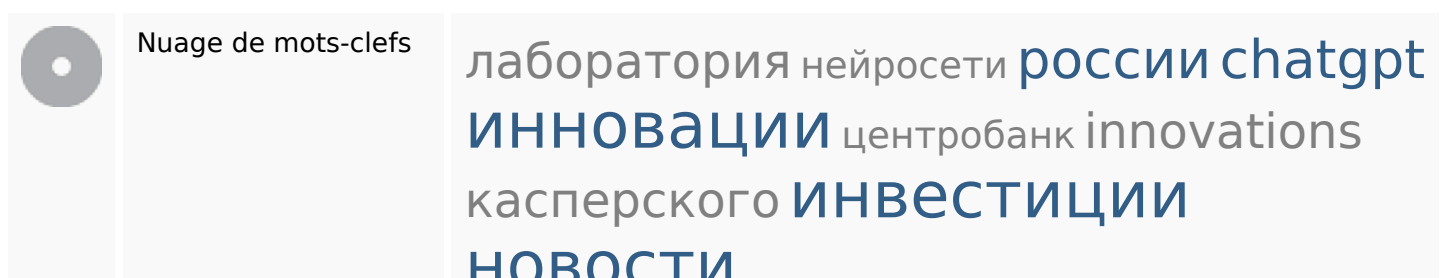 Nuage de mots-clefs
лаборатория нейросети россии chatgpt
инновации центробанк innovations
касперского инвестиции
новости